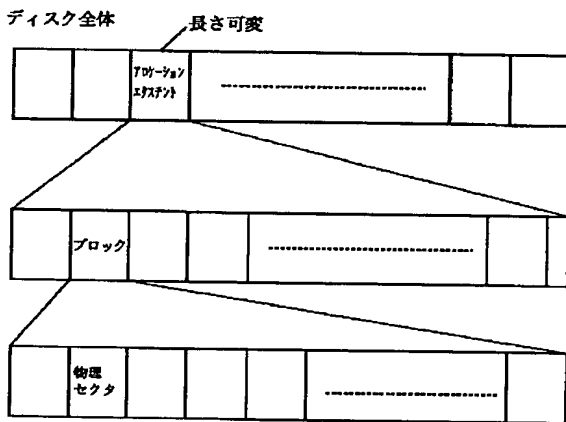 ディスク全体
長さ可変
アロケーション
エクステント
ブロック
物理
セクタ